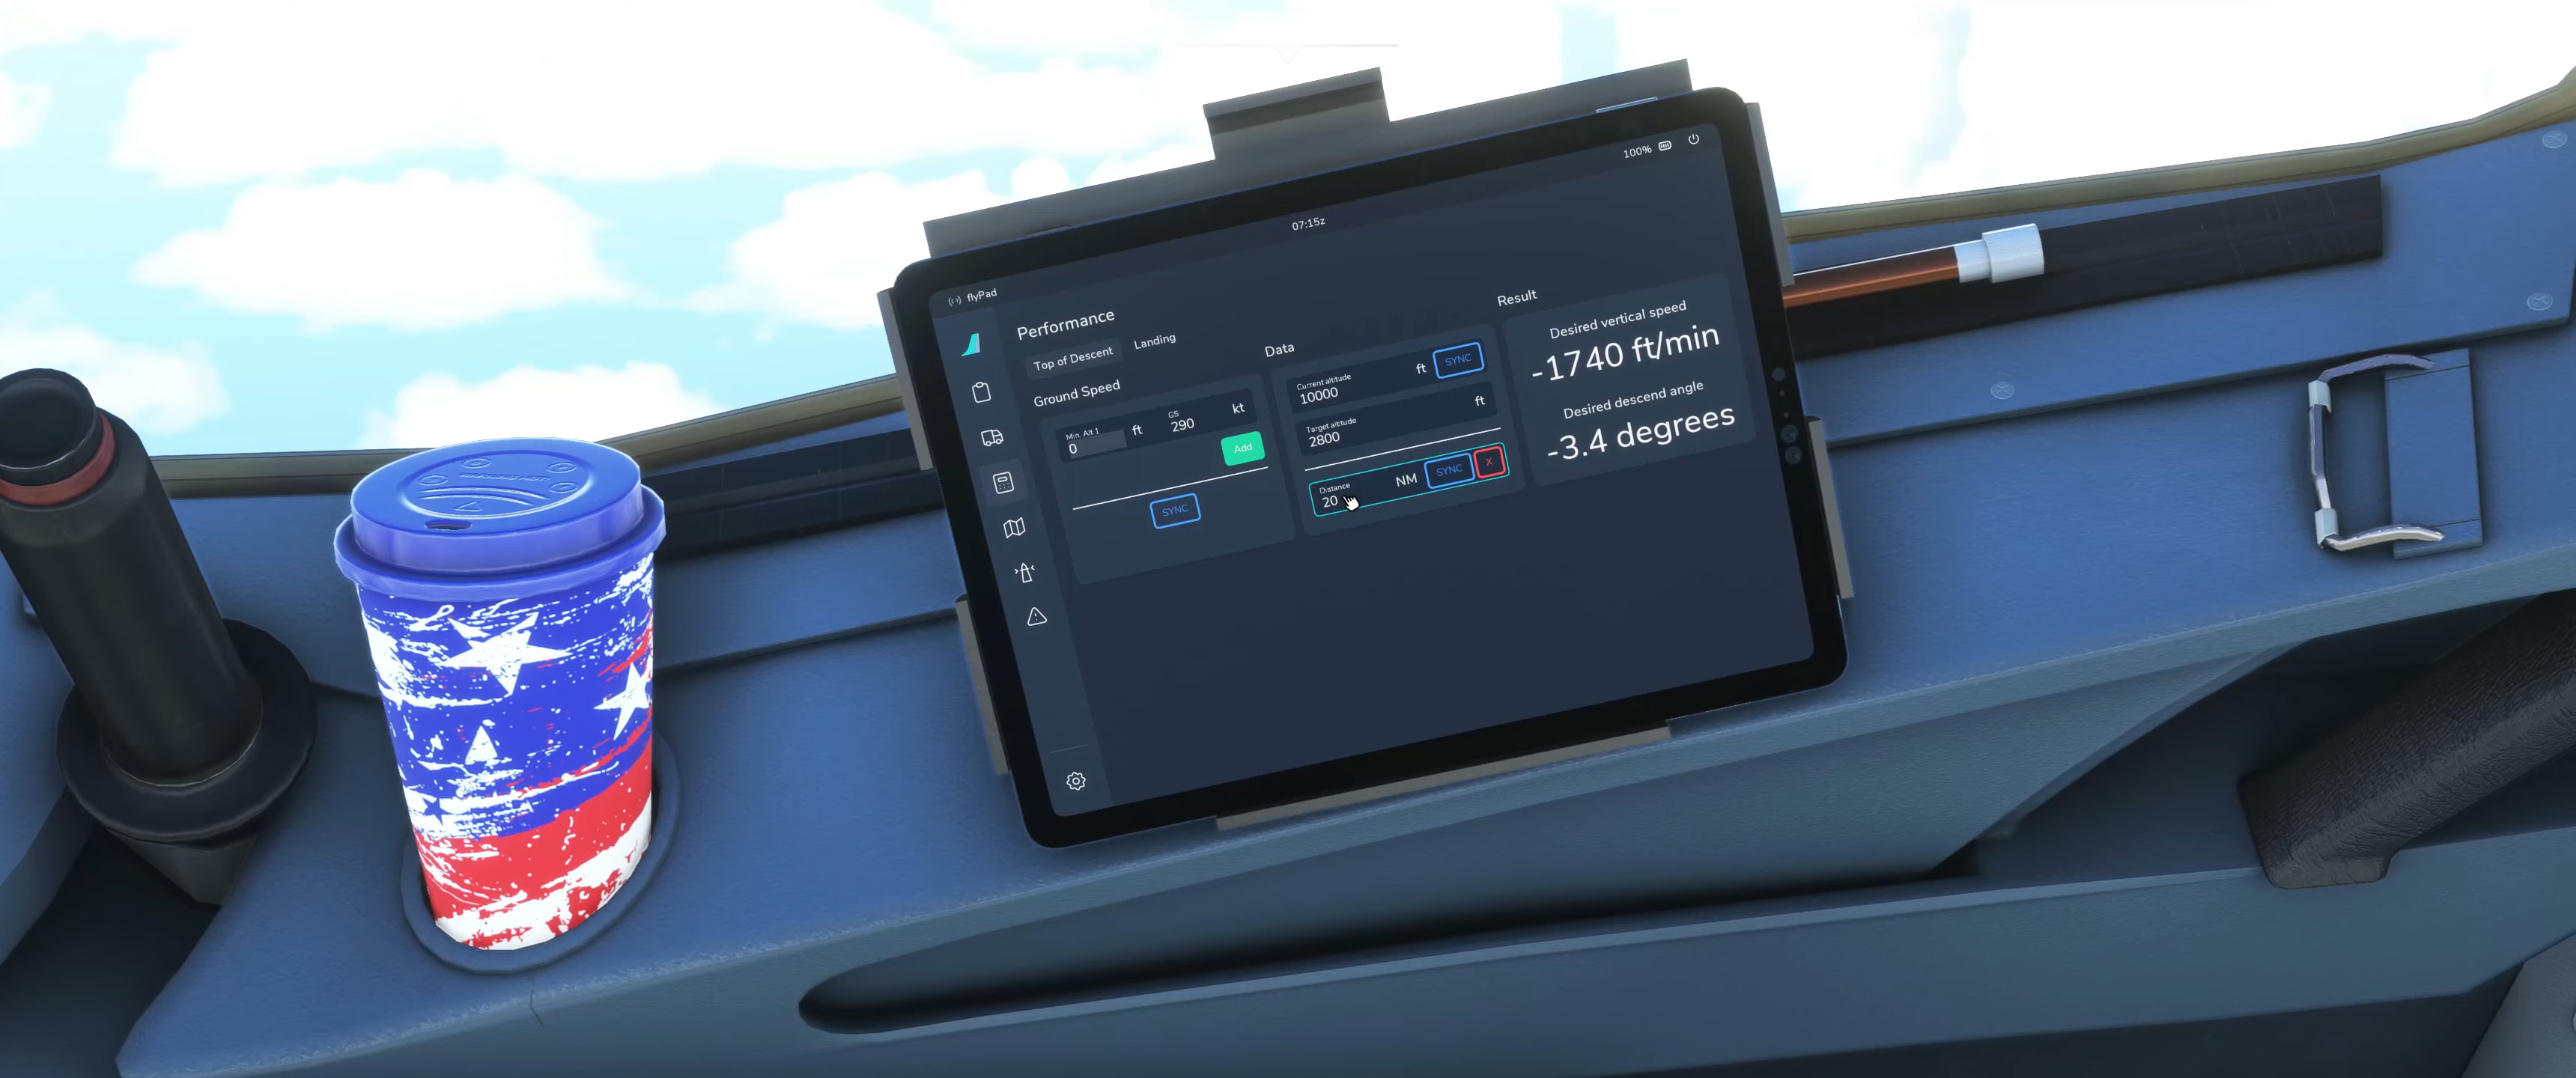 07:15z
100%
flyPad
Performance
Top of Descent
Landing
Ground Speed
Min. Alt 1
0
ft
GS
290
kt
Add
SYNC
Data
Current altitude
10000
ft
SYNC
Target altitude
2800
ft
Distance
20
NM
SYNC
X
Result
Desired vertical speed
-1740 ft/min
Desired descend angle
-3.4 degrees